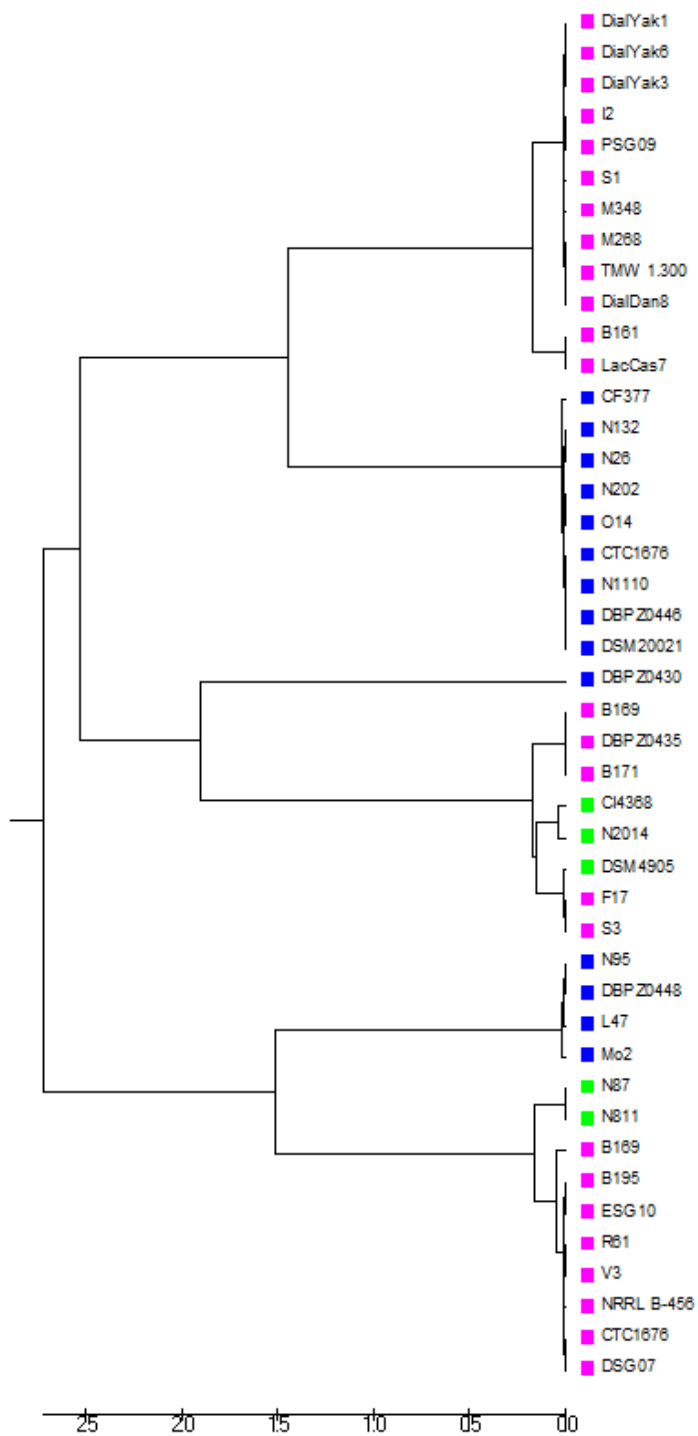 DialYak1
DialYak6
DialYak3
I2
PSG09
S1
M348
M268
TMW 1.300
DialDan8
B161
LacCas7
CF377
N132
N26
N202
O14
CTC1676
N1110
DBPZ0446
DSM20021
DBPZ0430
B169
DBPZ0435
B171
CI4368
N2014
DSM4905
F17
S3
N95
DBPZ0448
L47
Mo2
N87
N811
B169
B195
ESG10
R61
V3
NRRL B-456
CTC1676
DSG07
2.5 2.0 1.5 1.0 0.5 0.0